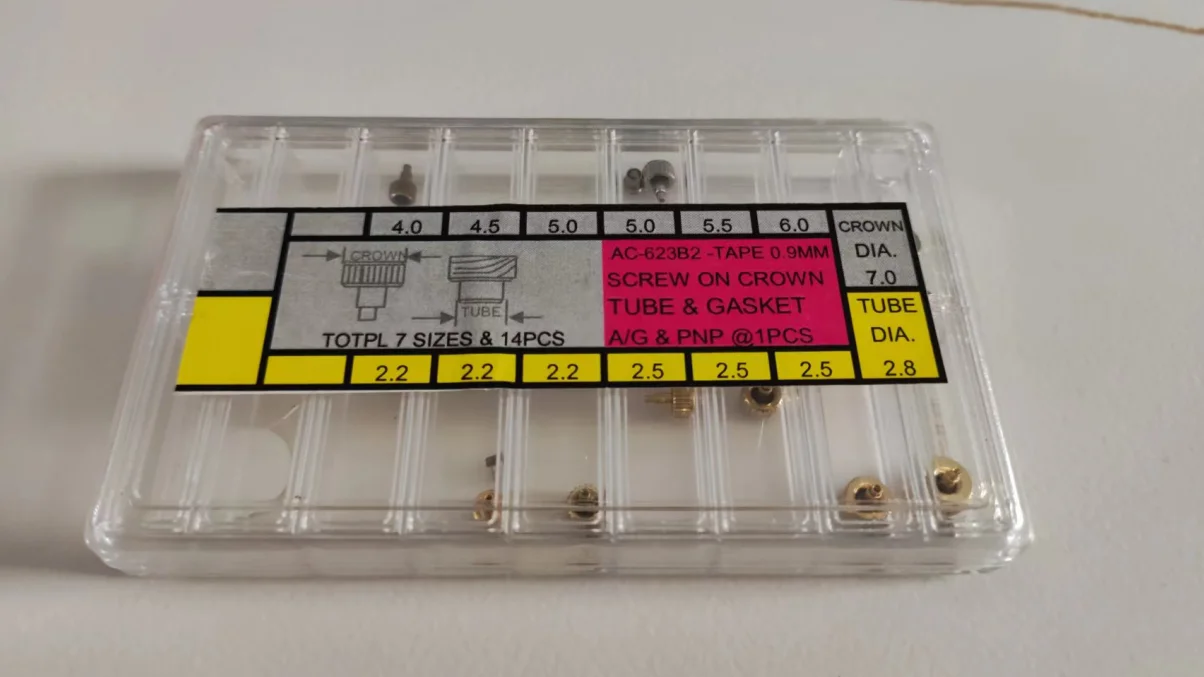 4.0 4.5 5.0 5.0 5.5 6.0
CROWN
DIA.
7.0
CROWN
TUBE
TOTPL 7 SIZES & 14PCS
AC-623B2 -TAPE 0.9MM
SCREW ON CROWN
TUBE & GASKET
A/G & PNP @1PCS
TUBE
DIA.
2.8
2.2 2.2 2.2 2.5 2.5 2.5